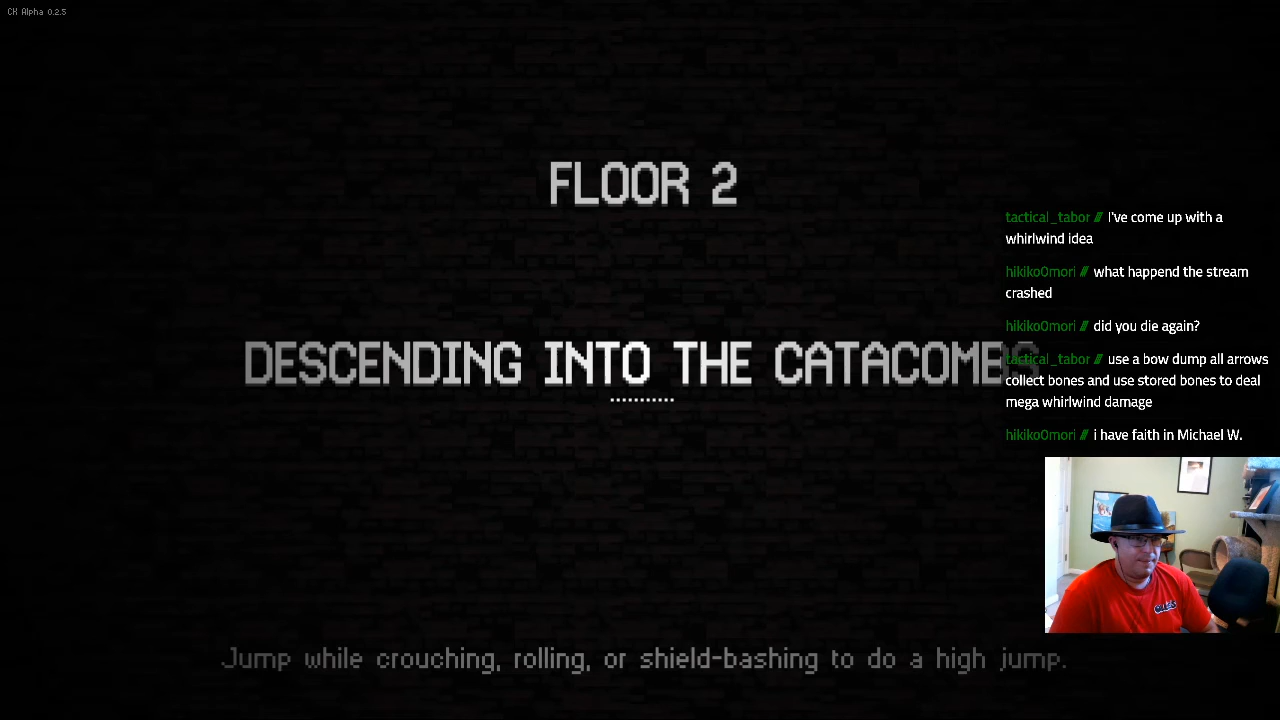 CK Alpha 0.2.5
FLOOR 2
tactical_tabor // I've come up with a
whirlwind idea
hikikoOmori // what happend the stream
crashed
hikikoOmori // did you die again?
DESCENDING INTO THE CATACOMBS
...........
tactical_tabor // use a bow dump all arrows
collect bones and use stored bones to deal
mega whirlwind damage
hikikoOmori // i have faith in Michael W.
Jump while crouching, rolling, or shield-bashing to do a high jump.